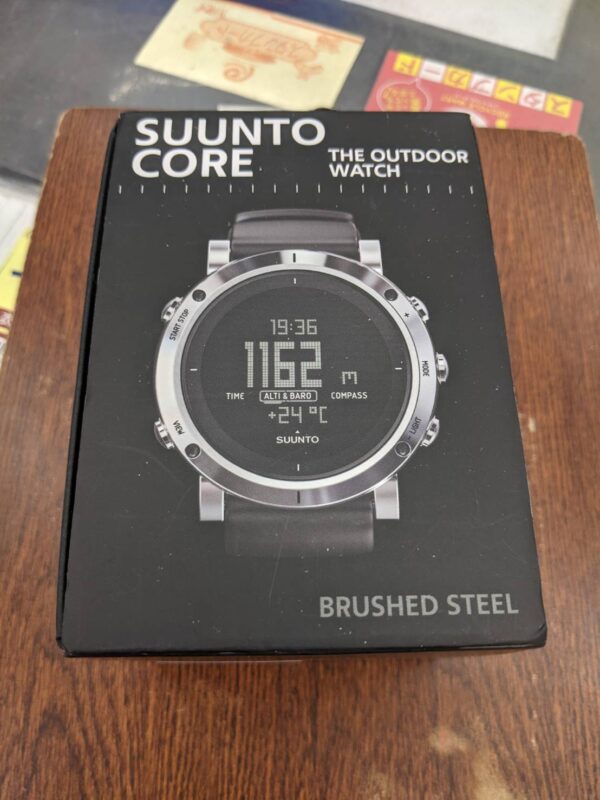 SUUNTO
CORE
THE OUTDOOR
WATCH
START STOP
+
19:36
1162 m
MODE
TIME
ALTI & BARO
COMPASS
+24 °C
VIEW
- LIGHT
SUUNTO
BRUSHED STEEL